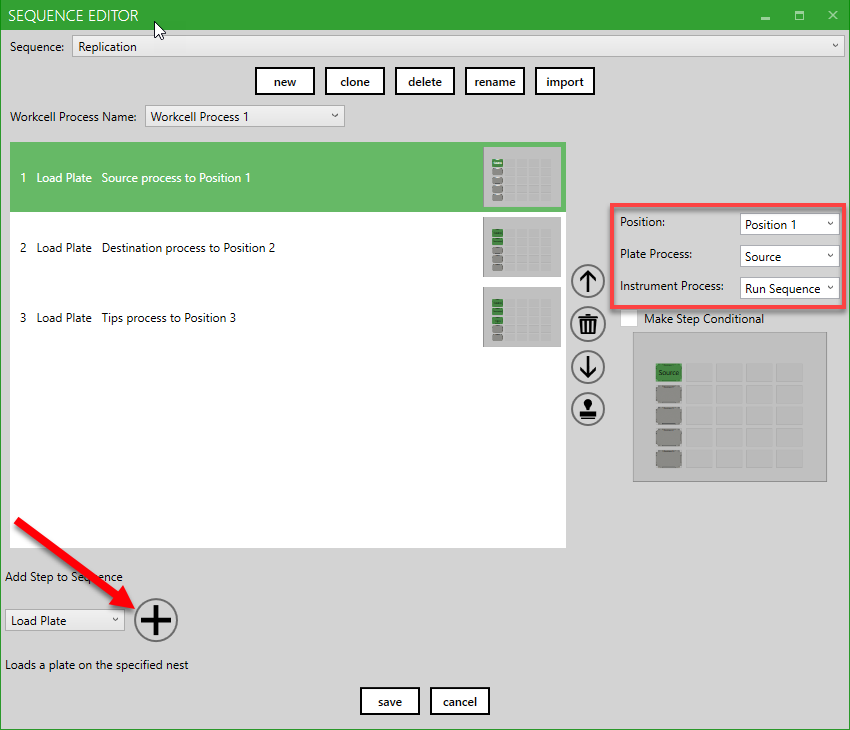 SEQUENCE EDITOR
Sequence: Replication
new clone delete rename import
Workcell Process Name: Workcell Process 1
1 Load Plate Source process to Position 1
2 Load Plate Destination process to Position 2
3 Load Plate Tips process to Position 3
Position: Position 1
Plate Process: Source
Instrument Process: Run Sequence
Make Step Conditional
Source
Add Step to Sequence
Load Plate
Loads a plate on the specified nest
save cancel